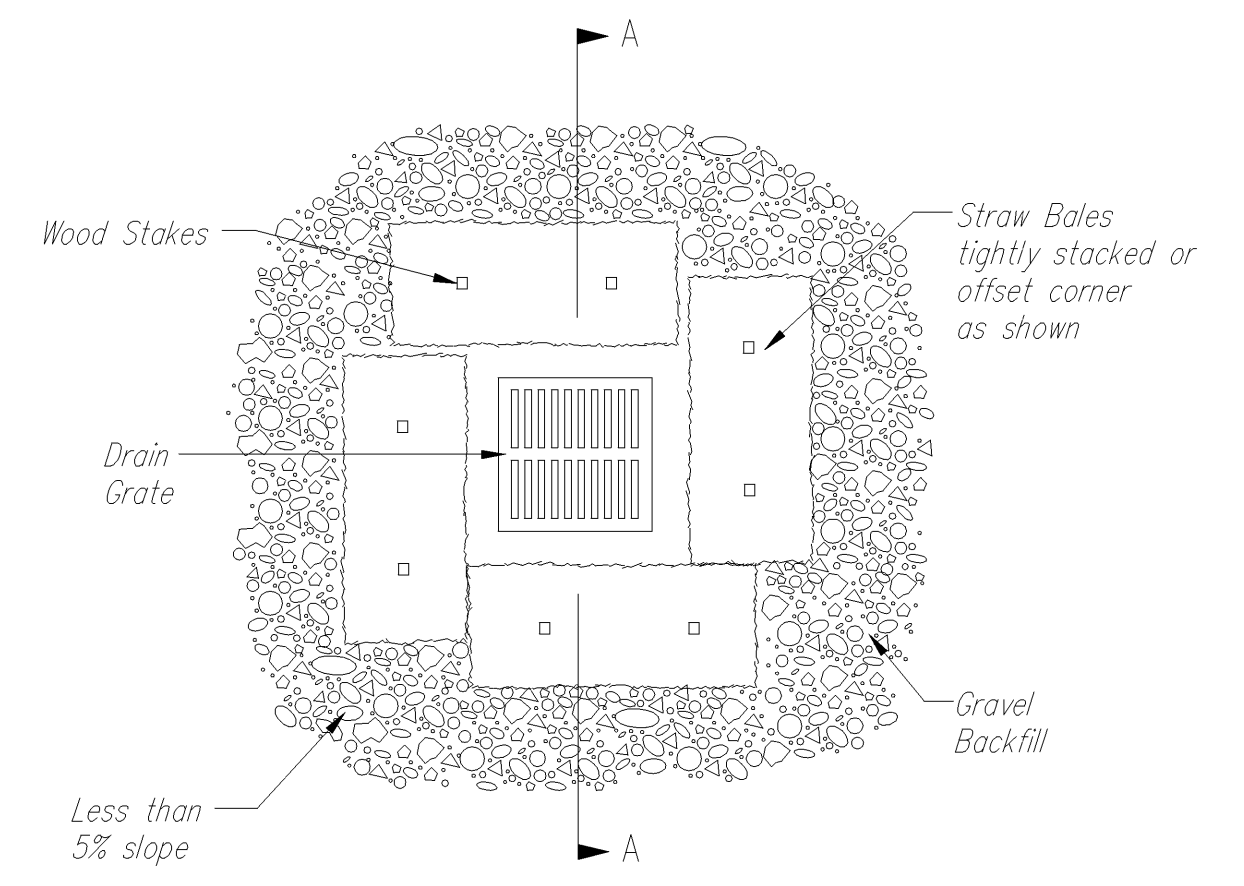 A
Wood Stakes
Straw Bales
tightly stacked or
offset corner
as shown
Drain
Grate
Gravel
Backfill
Less than
5% slope
A